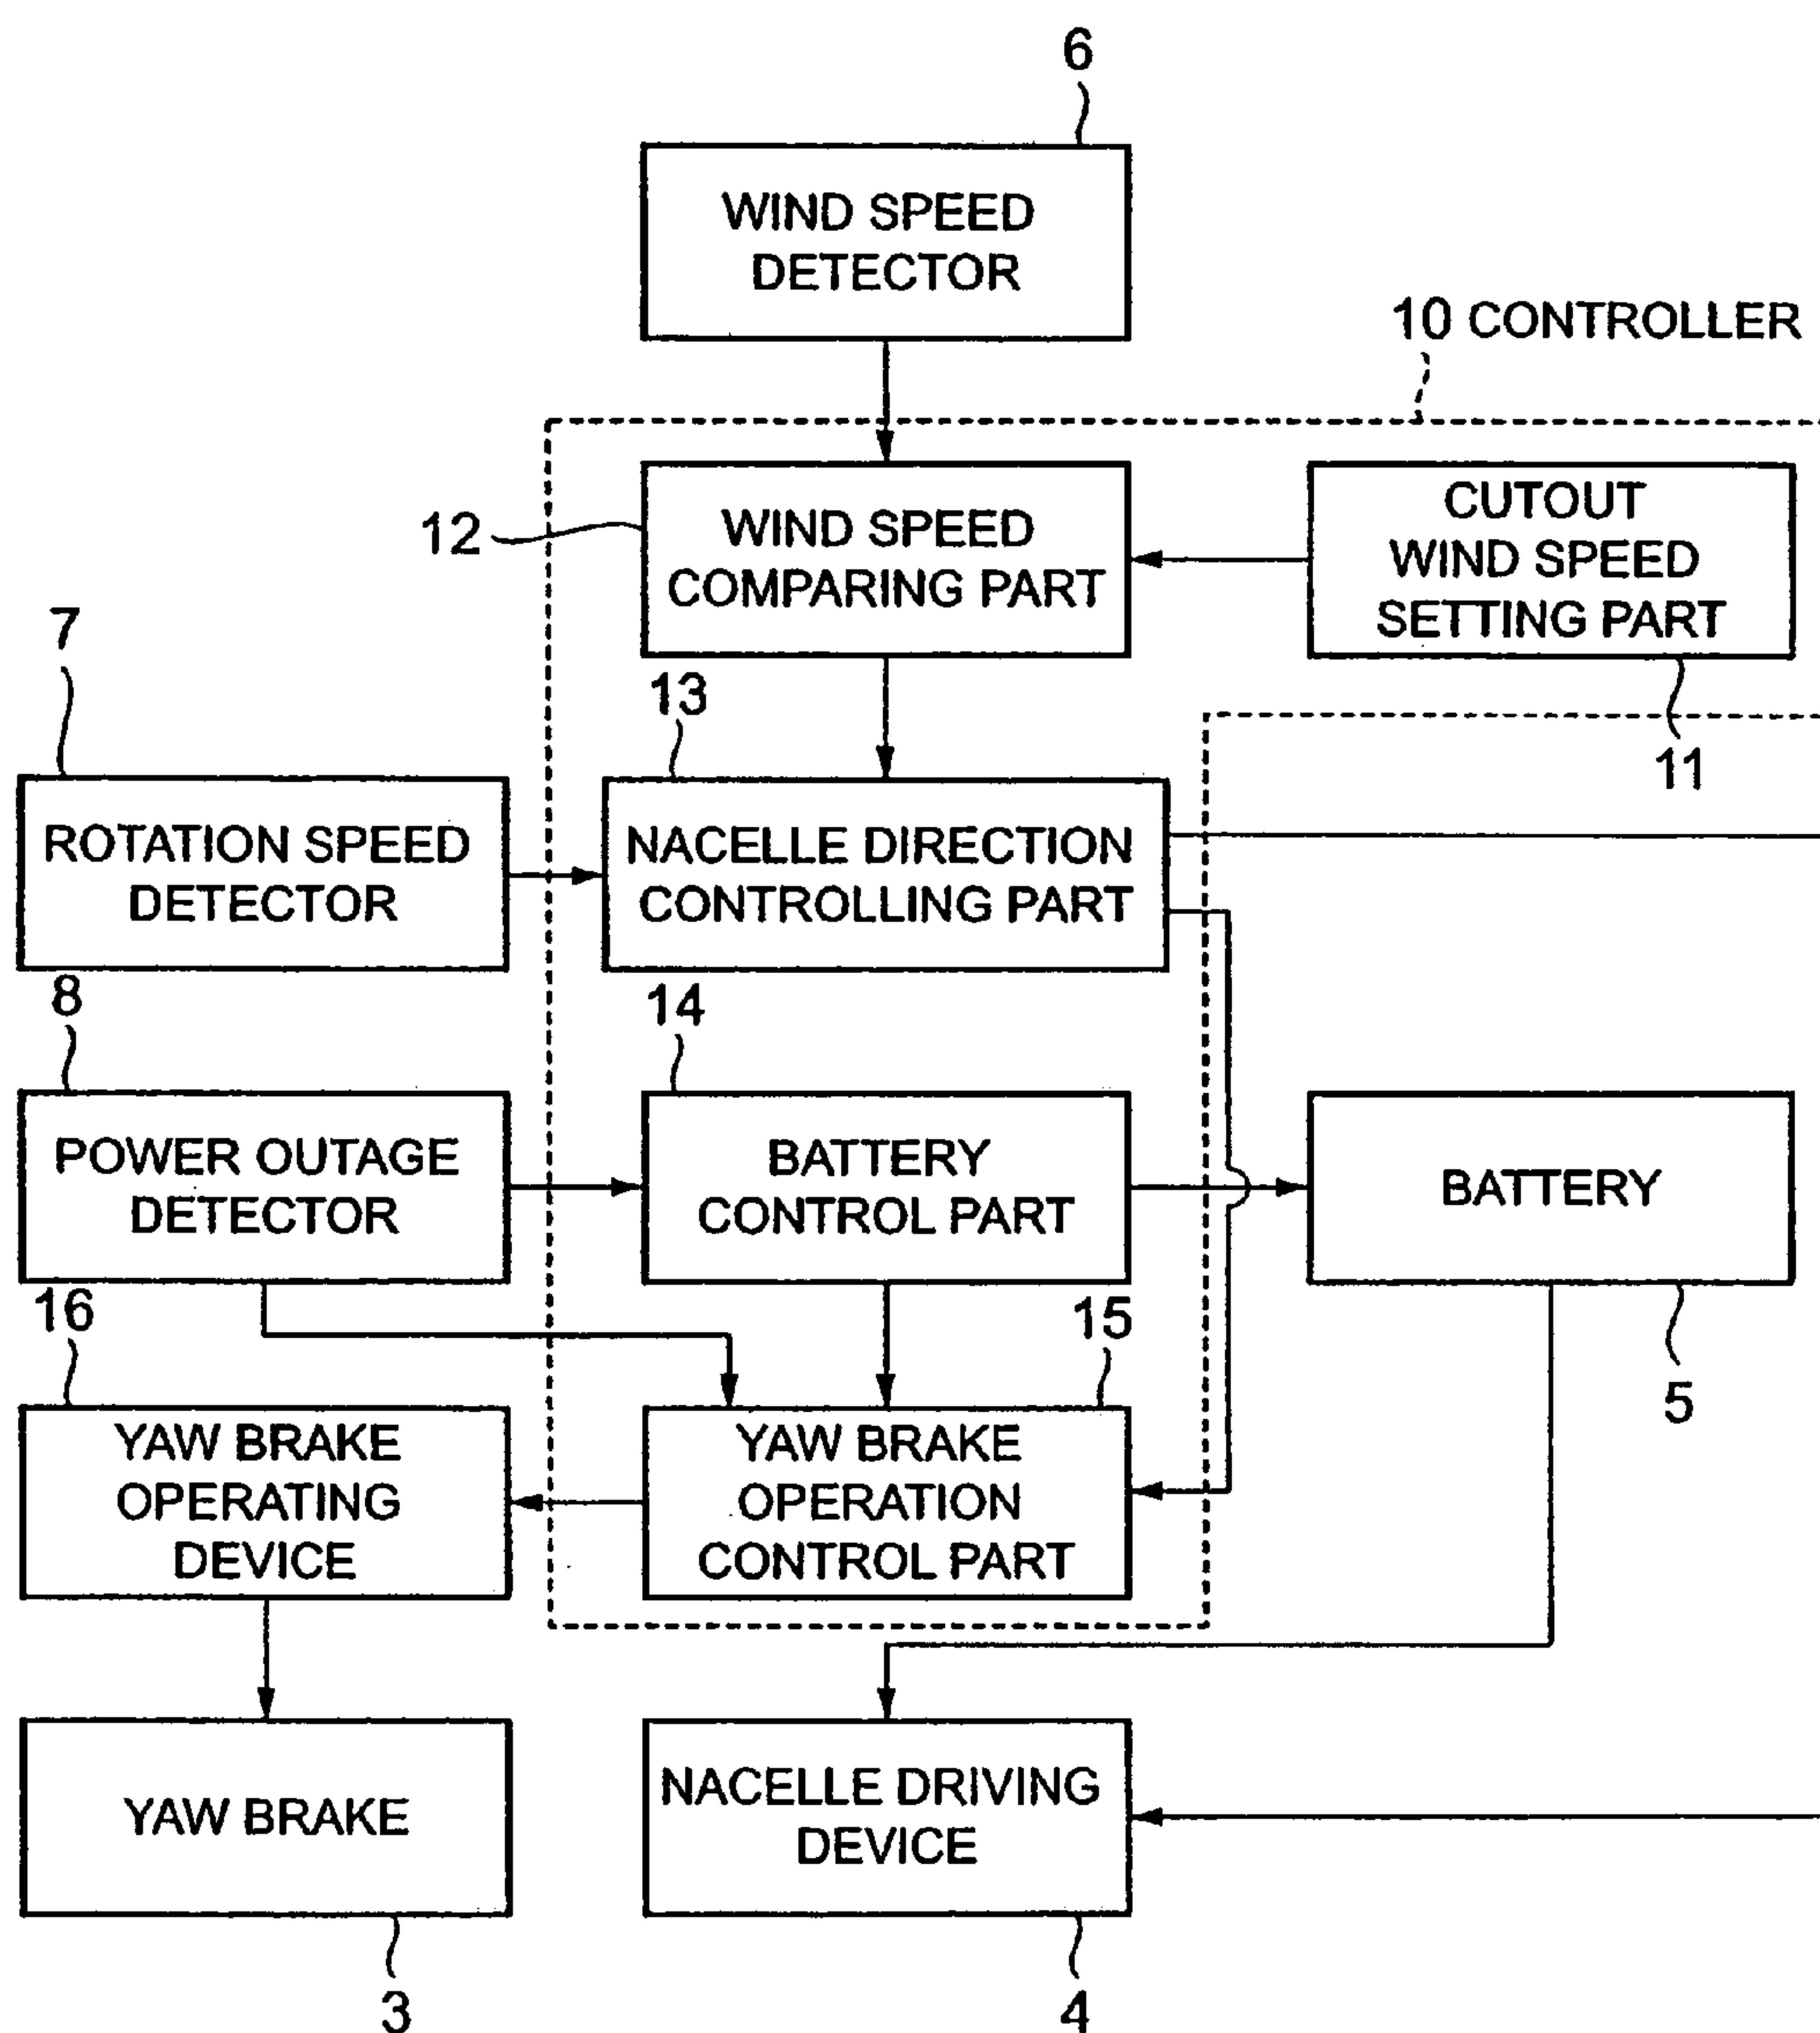 6
WIND SPEED
DETECTOR
10 CONTROLLER
12
WIND SPEED
COMPARING PART
CUTOUT
WIND SPEED
SETTING PART
11
7
13
ROTATION SPEED
DETECTOR
NACELLE DIRECTION
CONTROLLING PART
8
14
POWER OUTAGE
DETECTOR
BATTERY
CONTROL PART
BATTERY
5
16
15
YAW BRAKE
OPERATING
DEVICE
YAW BRAKE
OPERATION
CONTROL PART
YAW BRAKE
3
NACELLE DRIVING
DEVICE
4